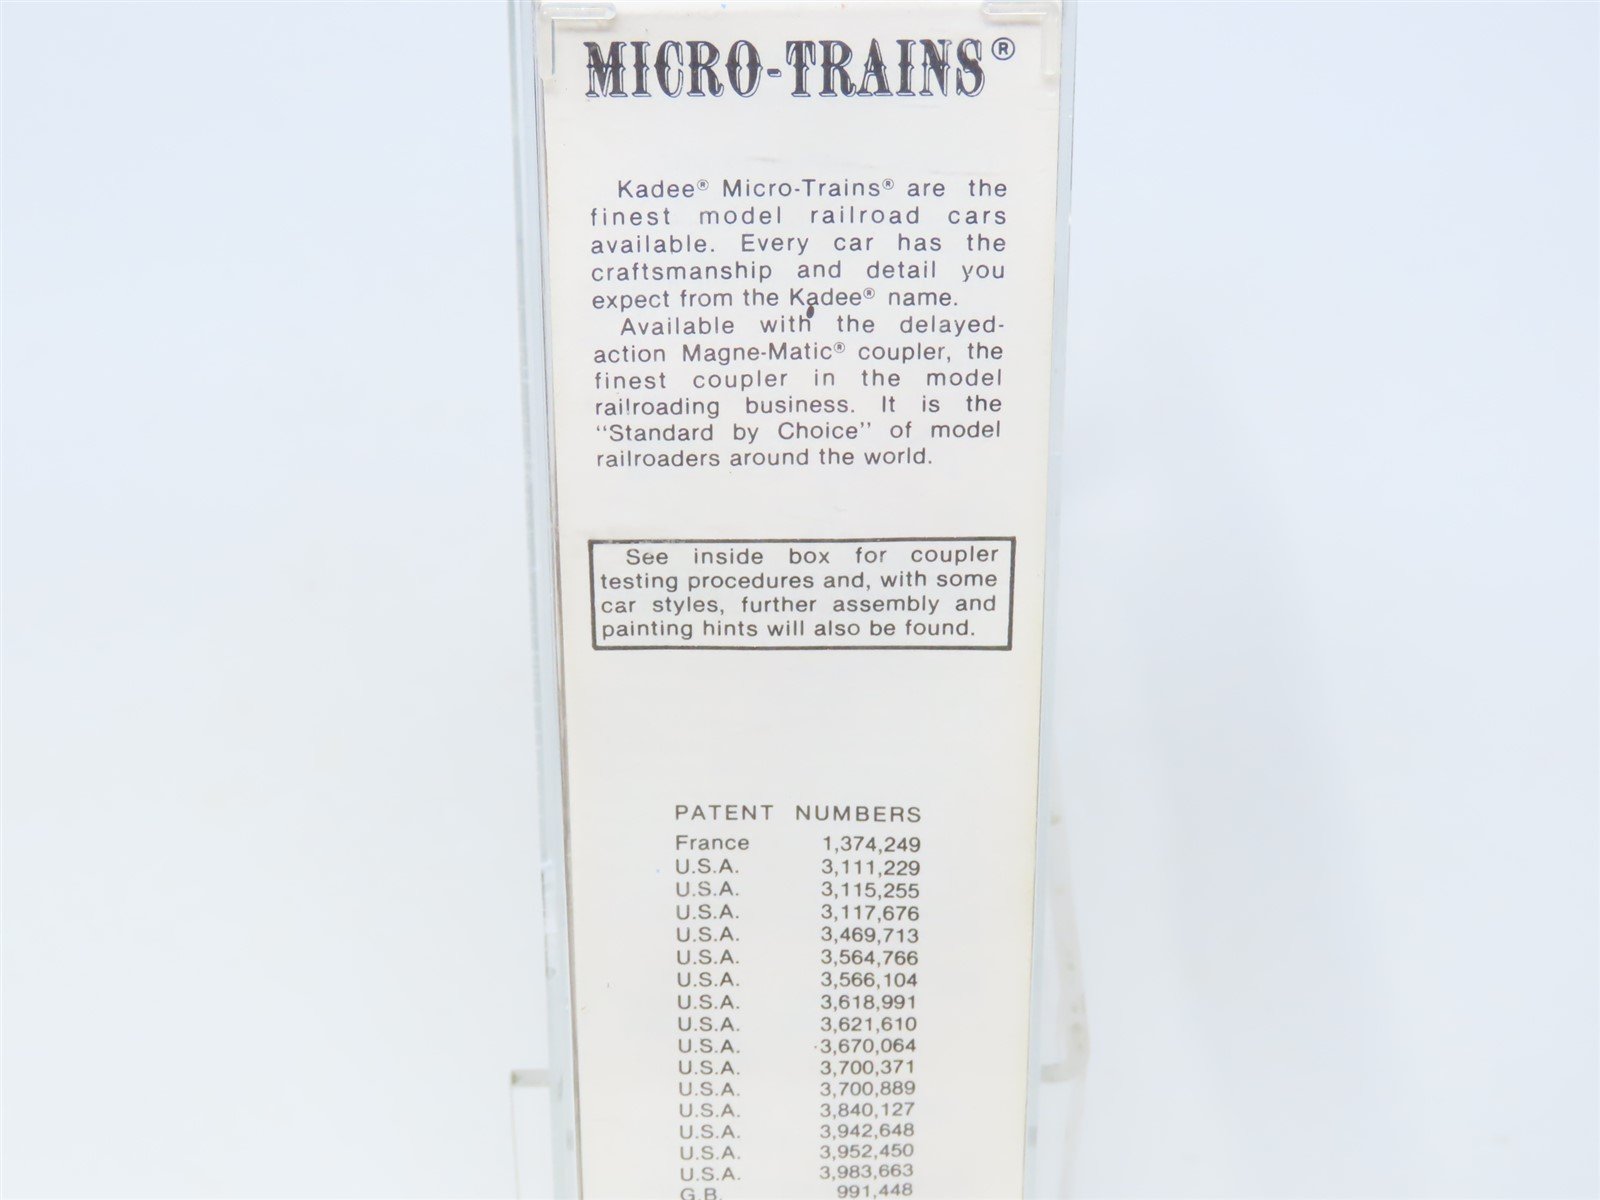 MICRO-TRAINS®
Kadee® Micro-Trains® are the
finest model railroad cars
available. Every car has the
craftsmanship and detail you
expect from the Kadee® name.
Available with the delayed-
action Magne-Matic® coupler, the
finest coupler in the model
railroading business. It is the
“Standard by Choice” of model
railroaders around the world.
See inside box for coupler
testing procedures and, with some
car styles, further assembly and
painting hints will also be found.
PATENT NUMBERS
France 1,374,249
U.S.A. 3,111,229
U.S.A. 3,115,255
U.S.A. 3,117,676
U.S.A. 3,469,713
U.S.A. 3,564,766
U.S.A. 3,566,104
U.S.A. 3,618,991
U.S.A. 3,621,610
U.S.A. 3,670,064
U.S.A. 3,700,371
U.S.A. 3,700,889
U.S.A. 3,840,127
U.S.A. 3,942,648
U.S.A. 3,952,450
U.S.A. 3,983,663
G.B. 991,448